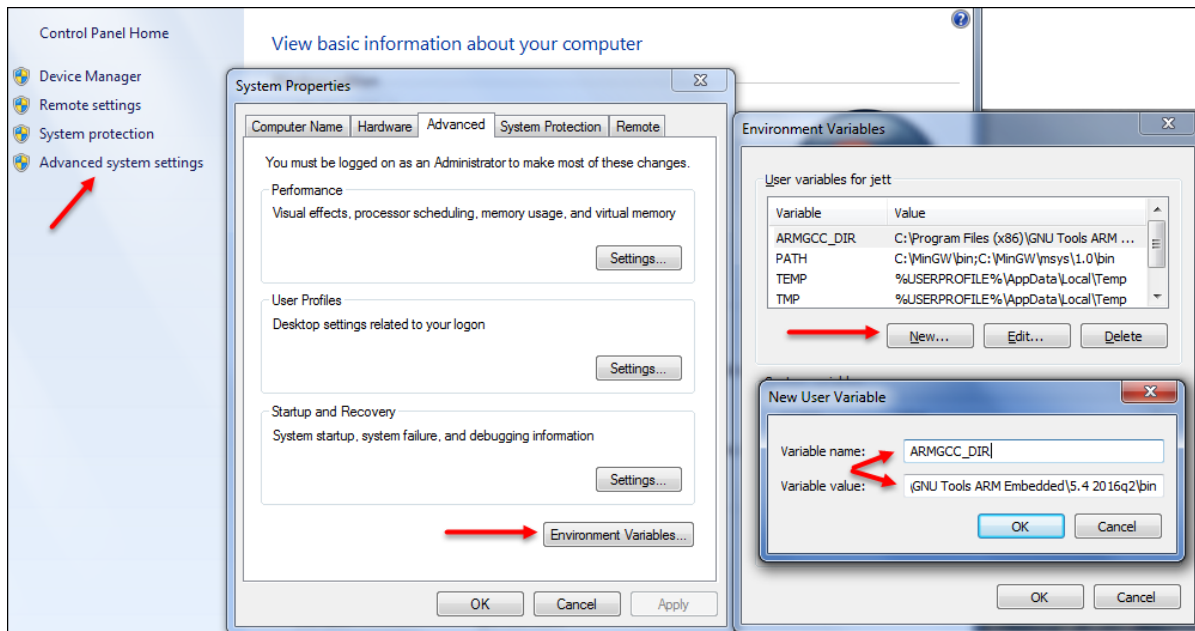 Control Panel Home
Device Manager
Remote settings
System protection
Advanced system settings
View basic information about your computer
System Properties
Computer Name
Hardware
Advanced
System Protection
Remote
You must be logged on as an Administrator to make most of these changes.
Performance
Visual effects, processor scheduling, memory usage, and virtual memory
Settings...
User Profiles
Desktop settings related to your logon
Settings...
Startup and Recovery
System startup, system failure, and debugging information
Settings...
Environment Variables...
OK
Cancel
Apply
Environment Variables
User variables for jett
Variable Value
ARMGCC_DIR C:\Program Files (x86)\GNU Tools ARM ...
PATH C:\MinGW\bin;C:\MinGW\msys\1.0\bin
TEMP %USERPROFILE%\AppData\Local\Temp
TMP %USERPROFILE%\AppData\Local\Temp
New...
Edit...
Delete
New User Variable
Variable name: ARMGCC_DIR
Variable value: \GNU Tools ARM Embedded\5.4 2016q2\bin
OK
Cancel
OK
Cancel